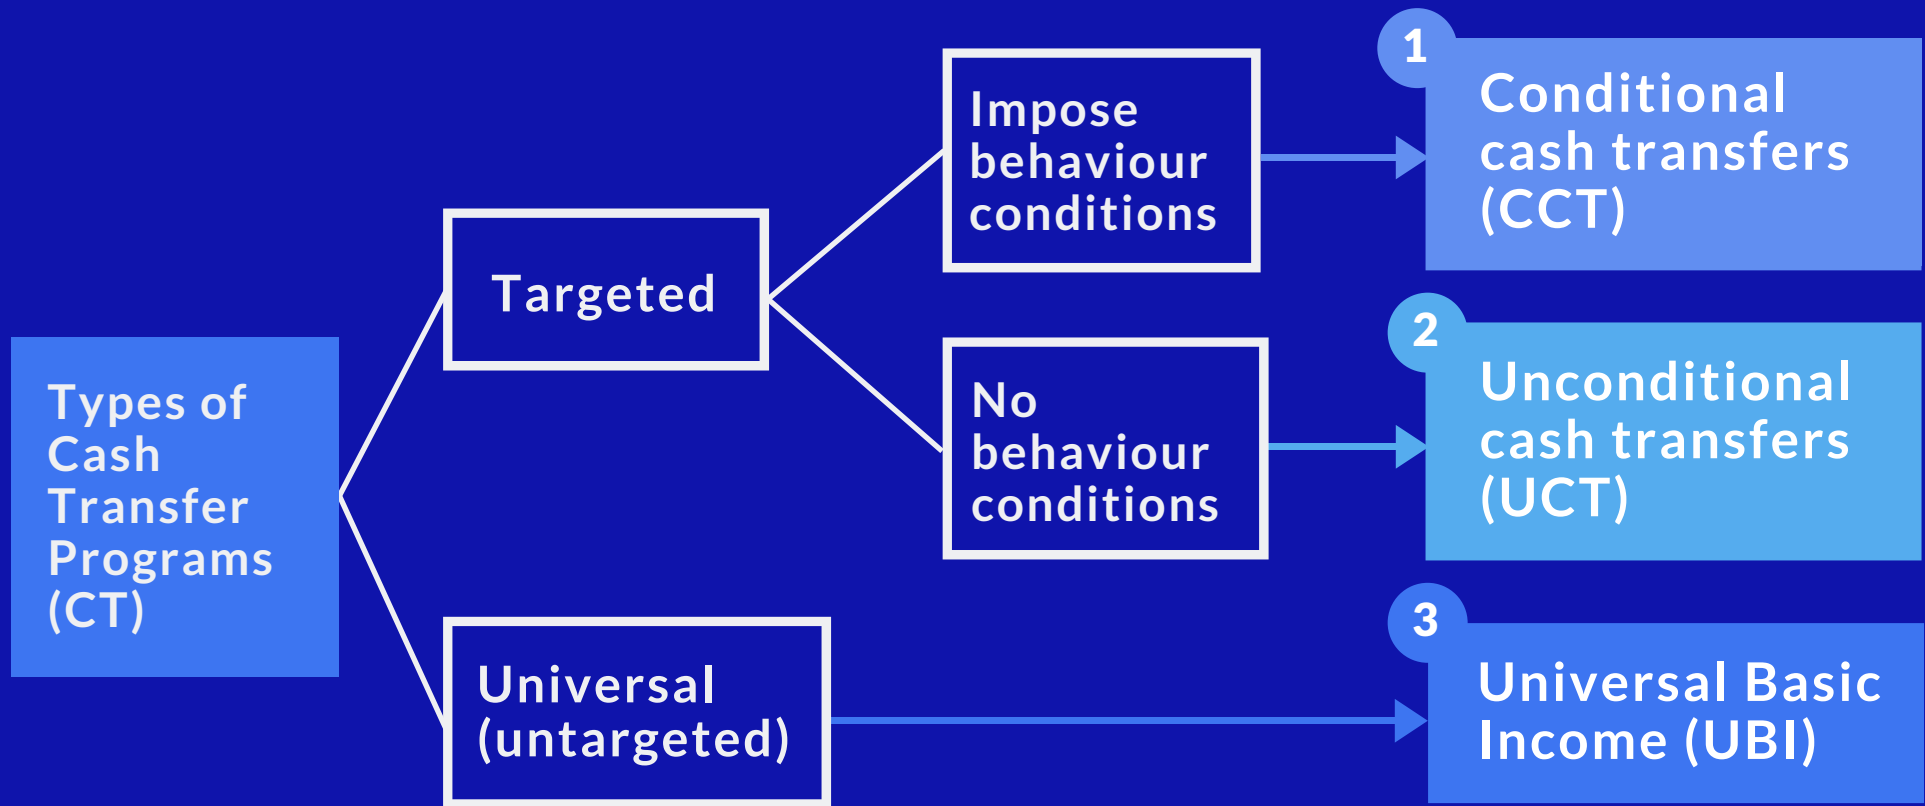 Types of
Cash
Transfer
Programs
(CT)
Targeted
Universal
(untargeted)
Impose
behaviour
conditions
No
behaviour
conditions
1
Conditional
cash transfers
(CCT)
2
Unconditional
cash transfers
(UCT)
3
Universal Basic
Income (UBI)